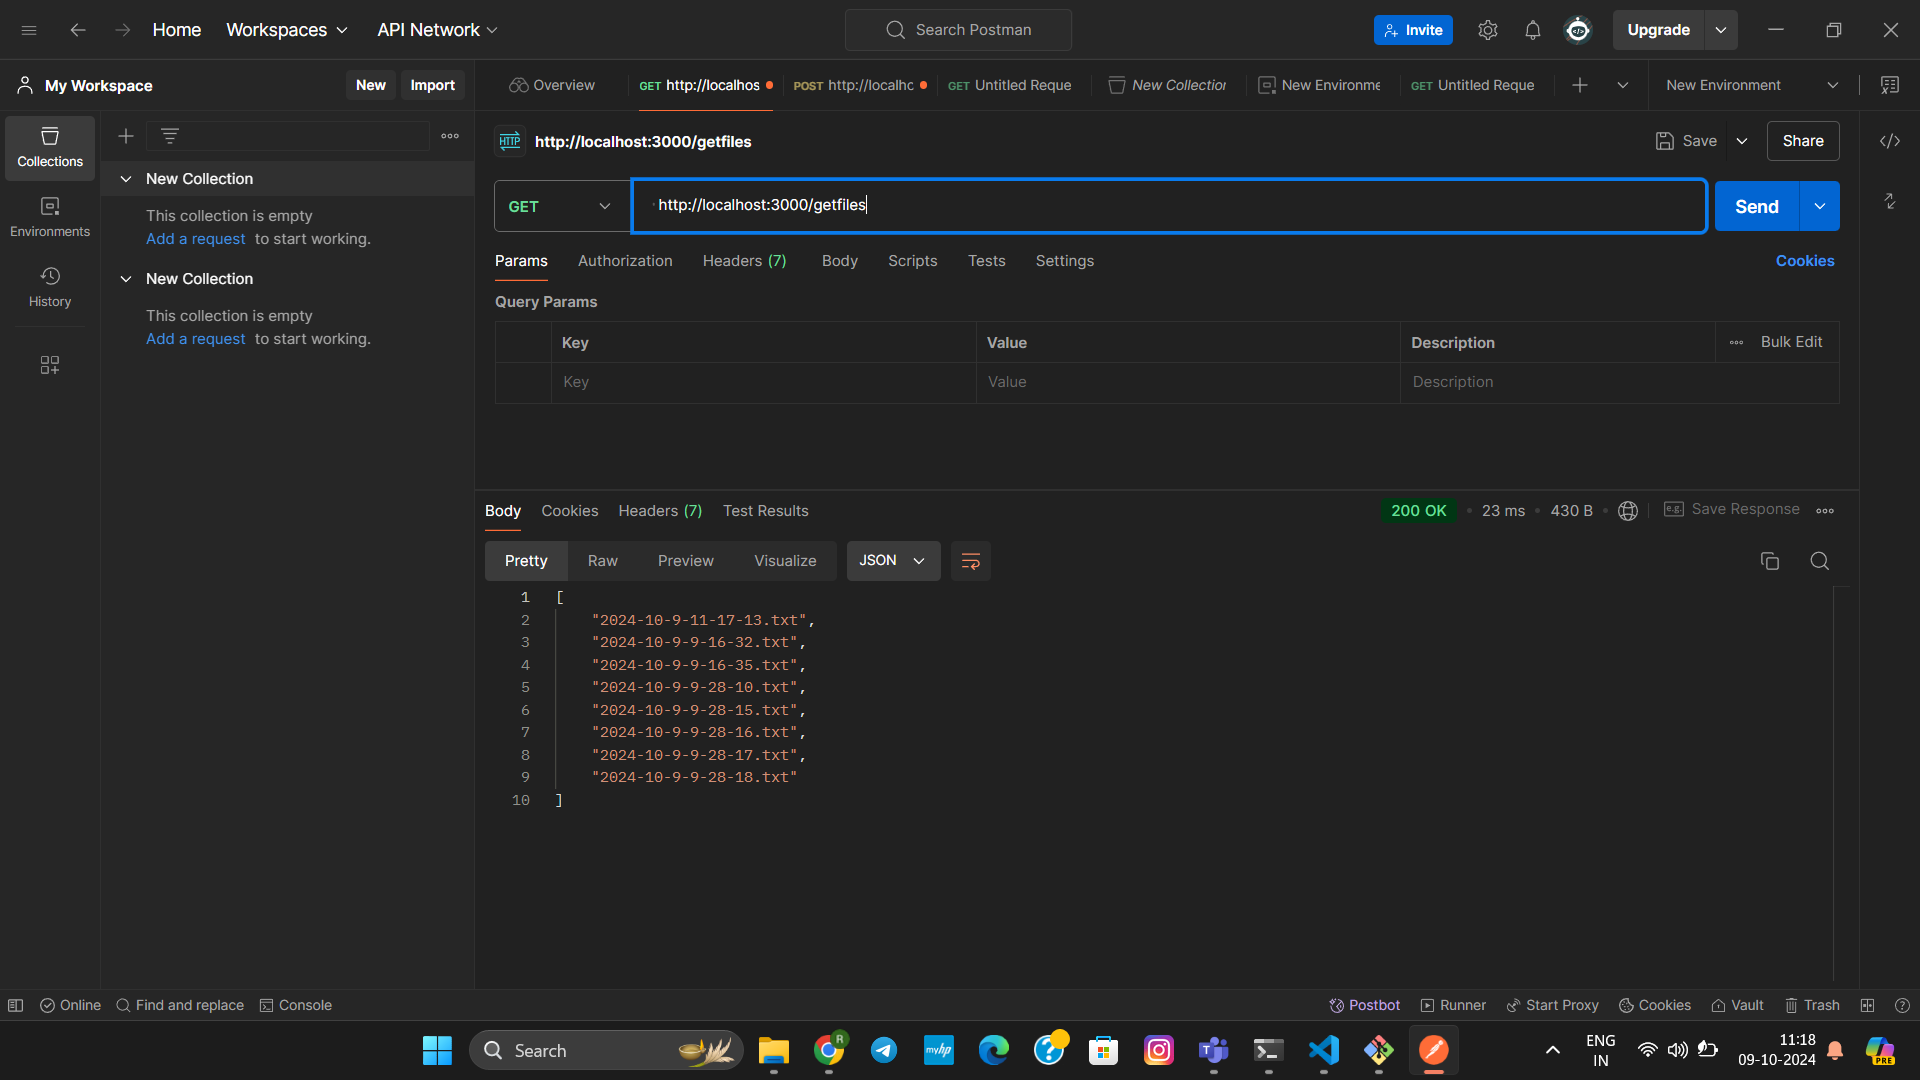 Home Workspaces API Network Search Postman Invite Upgrade
My Workspace New Import Overview GET http://localhos POST http://localhc GET Untitled Reque New Collection GET Untitled Reque New Environment
New Environme
Collections
HTTP http://localhost:3000/getfiles Save Share
New Collection
This collection is empty
Add a request to start working.
GET http://localhost:3000/getfiles Send
Environments
Params Authorization Headers (7) Body Scripts Tests Settings Cookies
New Collection
History
This collection is empty
Add a request to start working.
Query Params
Key Value Description Bulk Edit
Key Value Description
Body Cookies Headers (7) Test Results 200 OK 23 ms 430 B e.g. Save Response
Pretty Raw Preview Visualize JSON
1 [
2 "2024-10-9-11-17-13.txt",
3 "2024-10-9-9-16-32.txt",
4 "2024-10-9-9-16-35.txt",
5 "2024-10-9-9-28-10.txt",
6 "2024-10-9-9-28-15.txt",
7 "2024-10-9-9-28-16.txt",
8 "2024-10-9-9-28-17.txt",
9 "2024-10-9-9-28-18.txt"
10 ]
Online Find and replace Console Postbot Runner Start Proxy Cookies Vault Trash
Search R myhp ENG
IN
11:18
09-10-2024
PRE